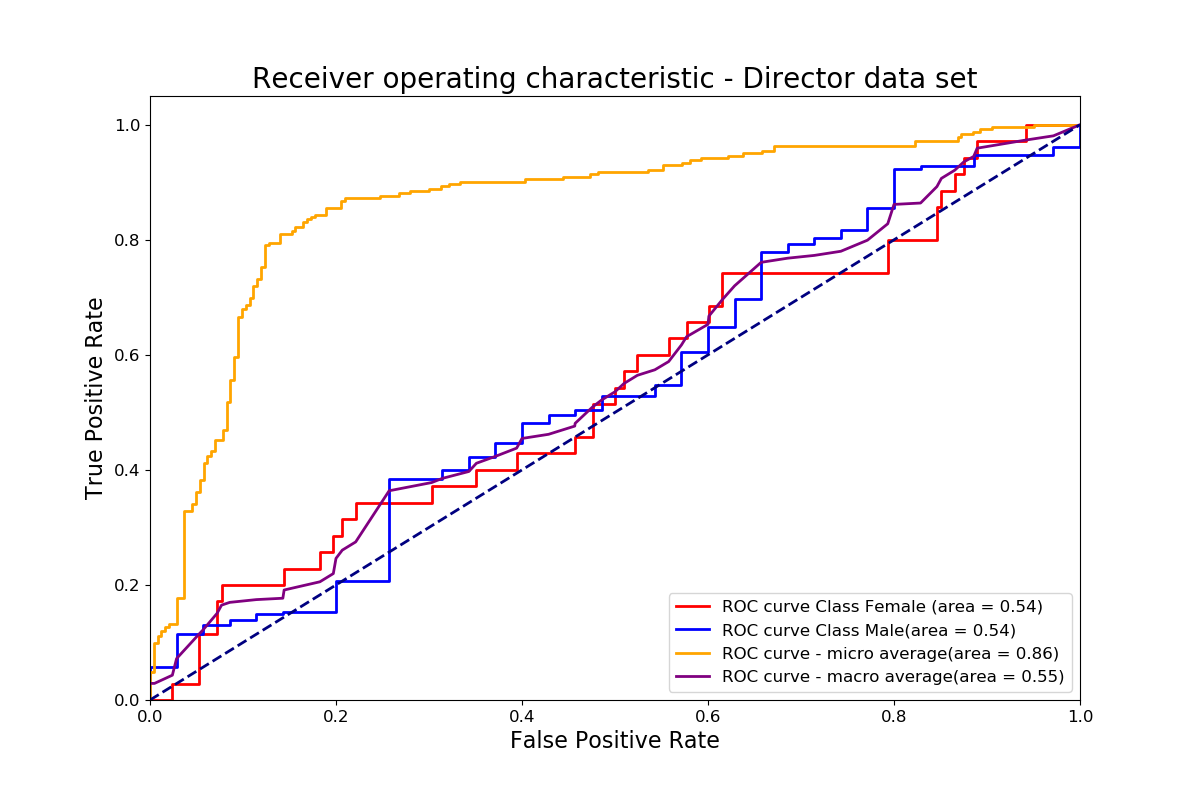 Receiver operating characteristic - Director data set
1.0
0.8
0.6
0.4
0.2
0.0
True Positive Rate
ROC curve Class Female (area = 0.54)
ROC curve Class Male(area = 0.54)
ROC curve - micro average(area = 0.86)
ROC curve - macro average(area = 0.55)
0.0 0.2 0.4 0.6 0.8 1.0
False Positive Rate